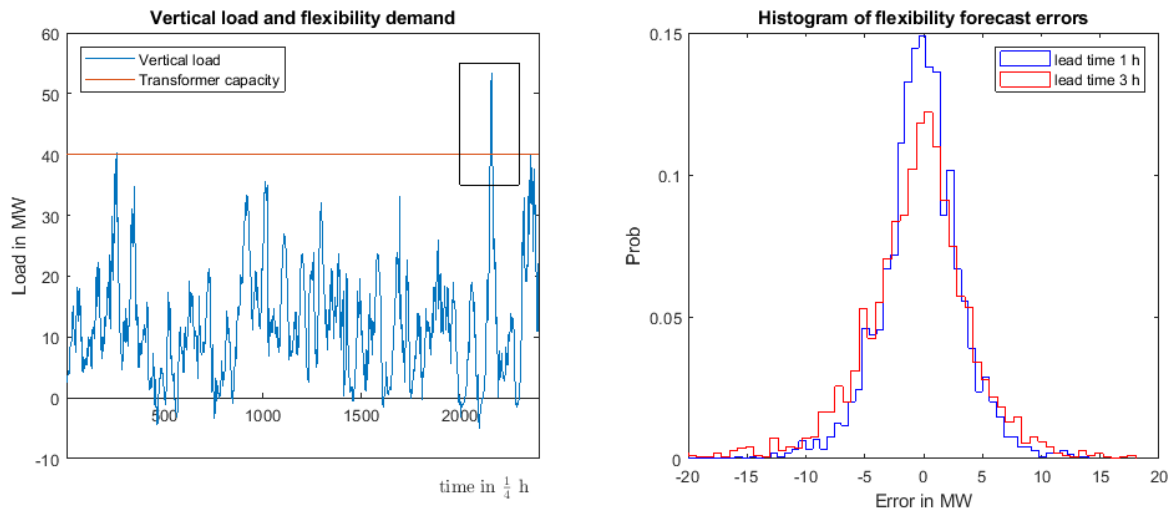 Vertical load and flexibility demand
60
50
40
30
20
10
0
-10
Load in MW
Vertical load
Transformer capacity
500
1000
1500
2000
time in 1/4 h
Histogram of flexibility forecast errors
0.15
0.1
0.05
0
Prob
lead time 1 h
lead time 3 h
-20
-15
-10
-5
0
5
10
15
20
Error in MW